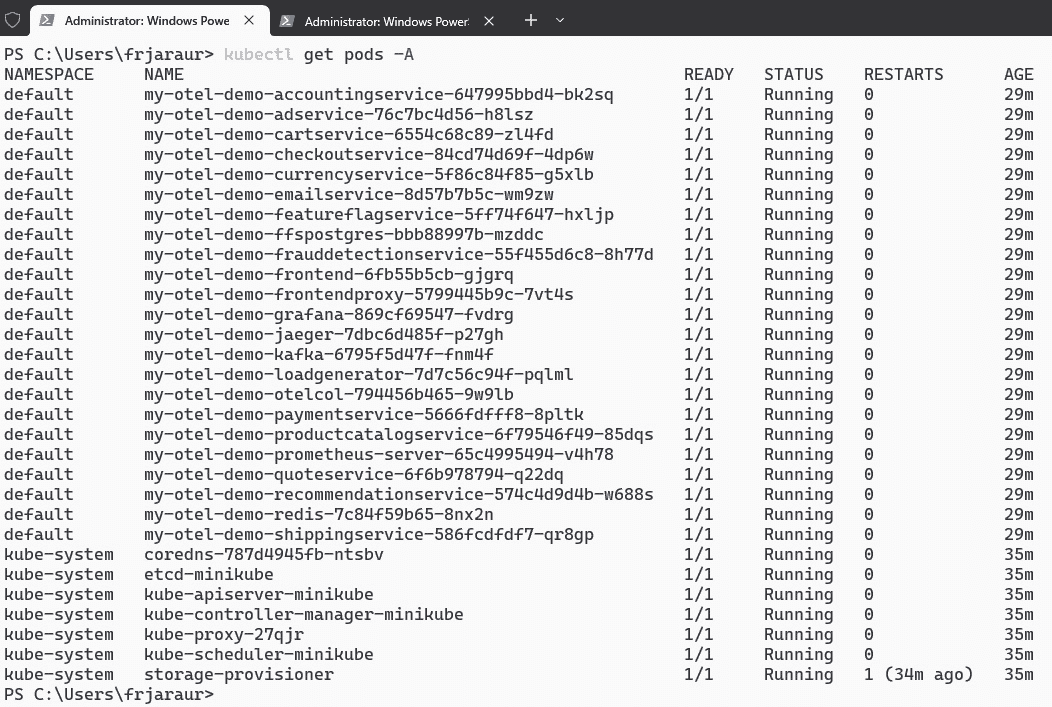 Administrator: Windows Powe
Administrator: Windows Power
PS C:\Users\frjaraur> kubectl get pods -A
NAMESPACE NAME READY STATUS RESTARTS AGE
default my-otel-demo-accountingservice-647995bbd4-bk2sq 1/1 Running 0 29m
default my-otel-demo-adservice-76c7bc4d56-h8lsz 1/1 Running 0 29m
default my-otel-demo-cartservice-6554c68c89-zl4fd 1/1 Running 0 29m
default my-otel-demo-checkoutservice-84cd74d69f-4dp6w 1/1 Running 0 29m
default my-otel-demo-currencyservice-5f86c84f85-g5xlb 1/1 Running 0 29m
default my-otel-demo-emailservice-8d57b7b5c-wm9zw 1/1 Running 0 29m
default my-otel-demo-featureflagservice-5ff74f647-hxljp 1/1 Running 0 29m
default my-otel-demo-ffspostgres-bbb88997b-mzddc 1/1 Running 0 29m
default my-otel-demo-frauddetectionservice-55f455d6c8-8h77d 1/1 Running 0 29m
default my-otel-demo-frontend-6fb55b5cb-gjgrq 1/1 Running 0 29m
default my-otel-demo-frontendproxy-5799445b9c-7vt4s 1/1 Running 0 29m
default my-otel-demo-grafana-869cf69547-fvdrg 1/1 Running 0 29m
default my-otel-demo-jaeger-7dbc6d485f-p27gh 1/1 Running 0 29m
default my-otel-demo-kafka-6795f5d47f-fnm4f 1/1 Running 0 29m
default my-otel-demo-loadgenerator-7d7c56c94f-pqlml 1/1 Running 0 29m
default my-otel-demo-otelcol-794456b465-9w9lb 1/1 Running 0 29m
default my-otel-demo-paymentservice-5666fdfff8-8pltk 1/1 Running 0 29m
default my-otel-demo-productcatalogservice-6f79546f49-85dqs 1/1 Running 0 29m
default my-otel-demo-prometheus-server-65c4995494-v4h78 1/1 Running 0 29m
default my-otel-demo-quoteservice-6f6b978794-q22dq 1/1 Running 0 29m
default my-otel-demo-recommendationservice-574c4d9d4b-w688s 1/1 Running 0 29m
default my-otel-demo-redis-7c84f59b65-8nx2n 1/1 Running 0 29m
default my-otel-demo-shippingservice-586fcdfdf7-qr8gp 1/1 Running 0 29m
kube-system coredns-787d4945fb-ntsbv 1/1 Running 0 35m
kube-system etcd-minikube 1/1 Running 0 35m
kube-system kube-apiserver-minikube 1/1 Running 0 35m
kube-system kube-controller-manager-minikube 1/1 Running 0 35m
kube-system kube-proxy-27qjr 1/1 Running 0 35m
kube-system kube-scheduler-minikube 1/1 Running 0 35m
kube-system storage-provisioner 1/1 Running 1 (34m ago) 35m
PS C:\Users\frjaraur>